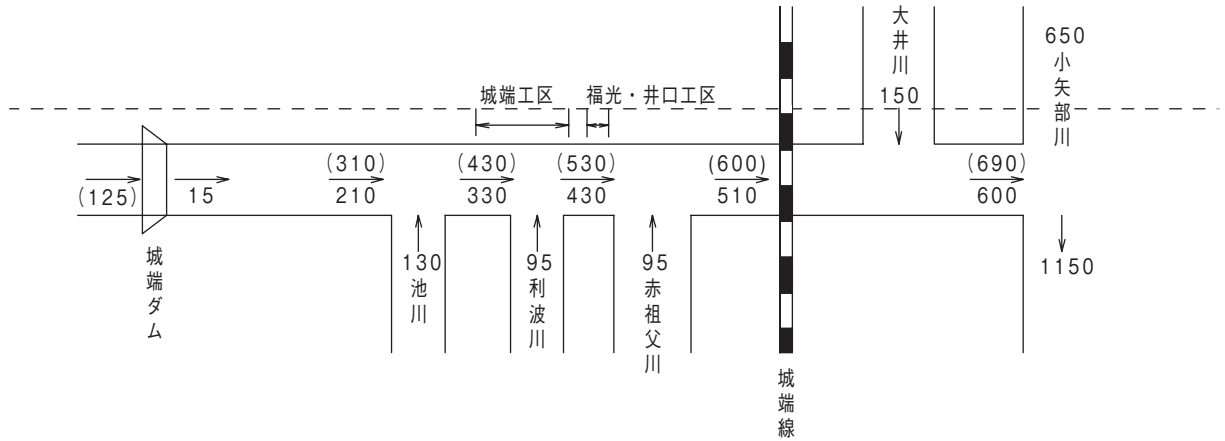 大井川
150
650
小矢部川
城端工区
福光・井口工区
(125)
15
(310)
210
(430)
330
(530)
430
(600)
510
(690)
600
城端ダム
130
池川
95
利波川
95
赤祖父川
1150
城端線